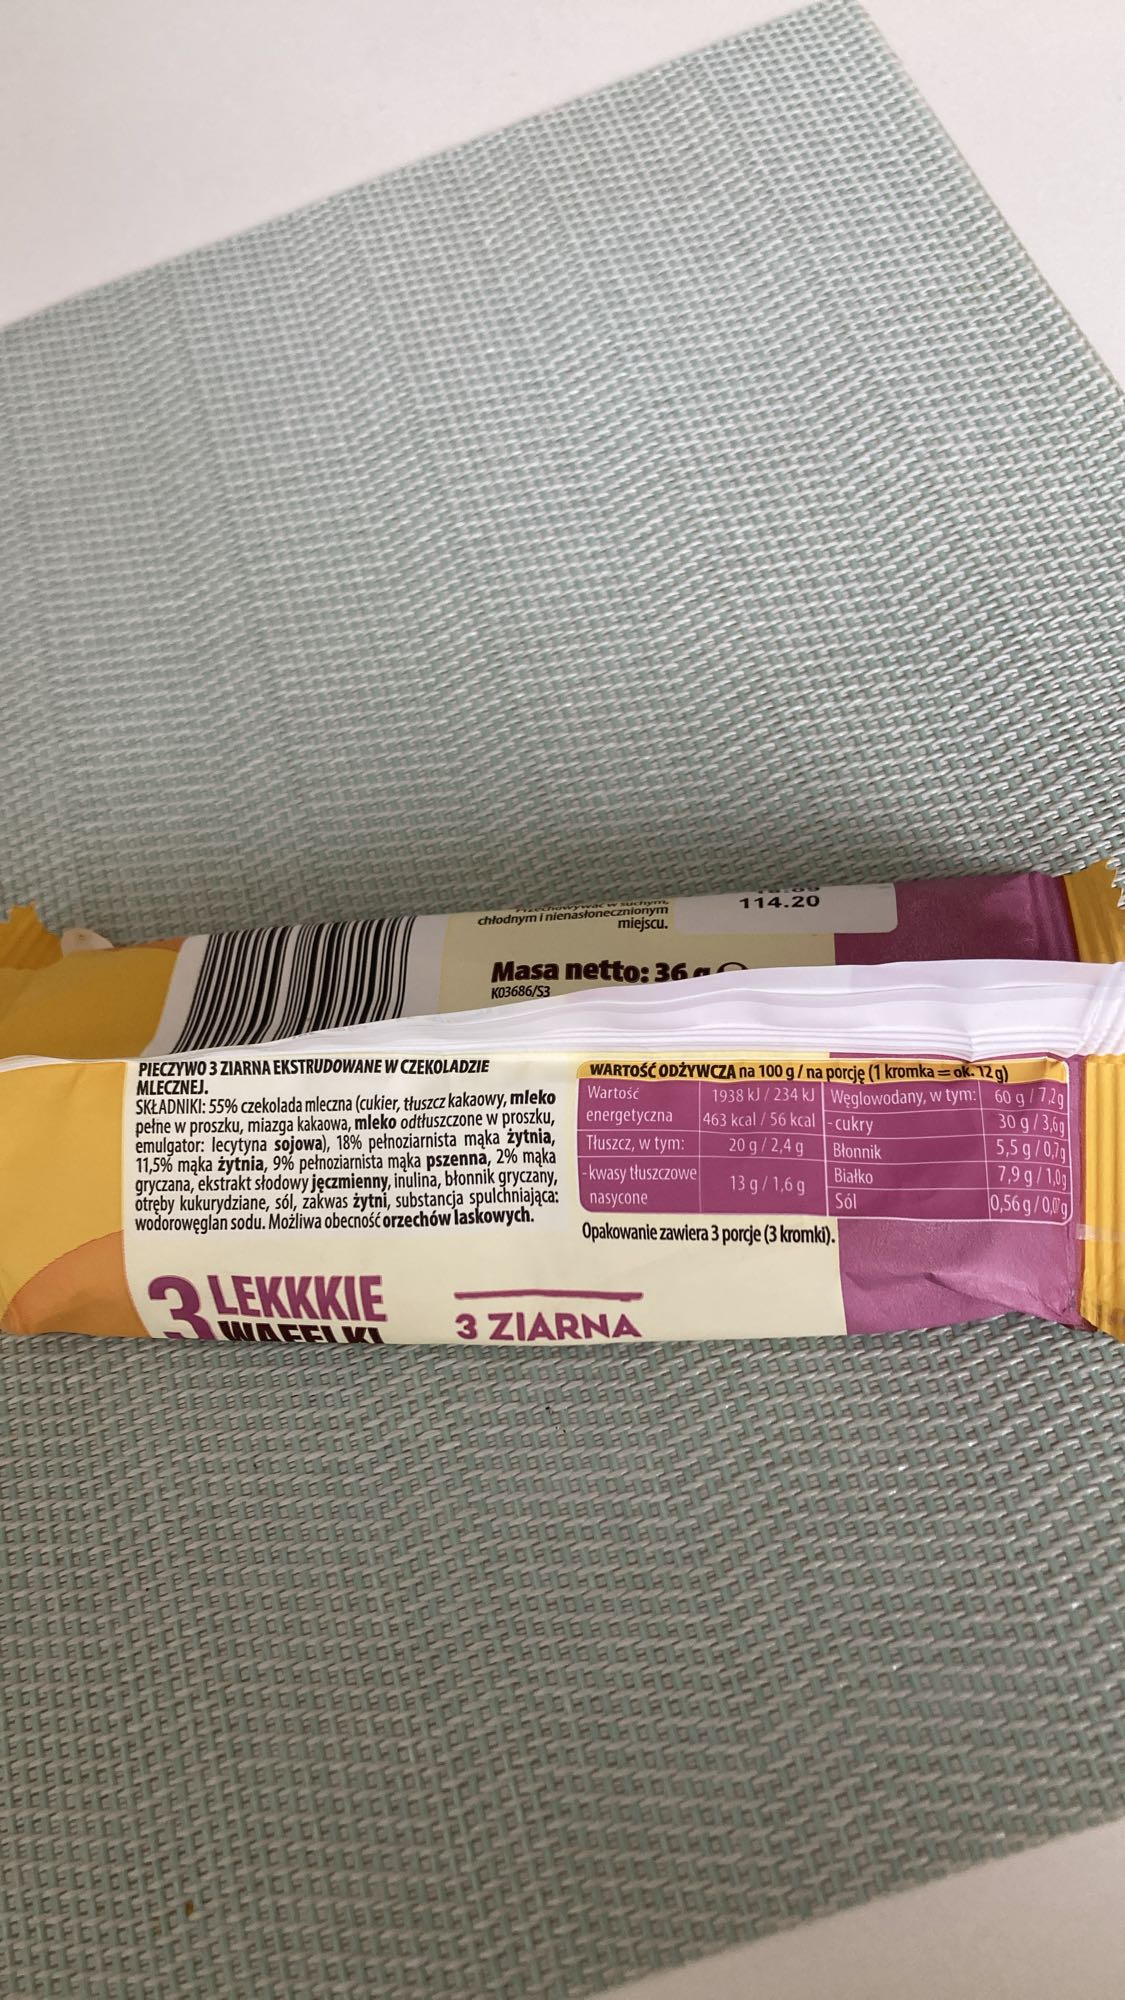 114.20
chłodnym i nienasłonecznionym
miejscu.
Masa netto: 36 g
K03686/S3
PIECZYWO 3 ZIARNA EKSTRUDOWANE W CZEKOLADZIE
MLECZNEJ.
SKŁADNIKI: 55% czekolada mleczna (cukier, tłuszcz kakaowy, mleko
pełne w proszku, miazga kakaowa, mleko odtłuszczone w proszku,
emulgator: lecytyna sojowa), 18% pełnoziarnista mąka żytnia,
11,5% mąka żytnia, 9% pełnoziarnista mąka pszenna, 2% mąka
gryczana, ekstrakt słodowy jęczmienny, inulina, błonnik gryczany,
otręby kukurydziane, sól, zakwas żytni, substancja spulchniająca:
wodorowęglan sodu. Możliwa obecność orzechów laskowych.
WARTOŚĆ ODŻYWCZA na 100 g / na porcję (1 kromka = ok. 12 g)
Wartość energetyczna 1938 kJ / 234 kJ
463 kcal / 56 kcal
Tłuszcz, w tym: 20 g / 2,4 g
- kwasy tłuszczowe nasycone 13 g / 1,6 g
Węglowodany, w tym: 60 g / 7,2g
- cukry 30 g / 3,6g
Błonnik 5,5 g / 0,7g
Białko 7,9 g / 1,0g
Sól 0,56 g / 0,07g
Opakowanie zawiera 3 porcje (3 kromki).
3 LEKKKIE
WAFELKI
3 ZIARNA